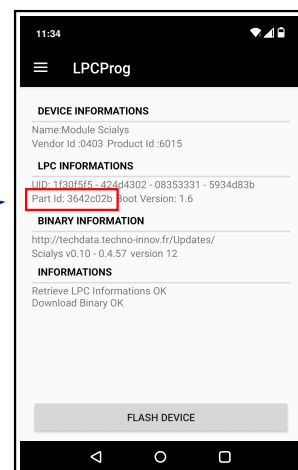 11:34
LPCProg
DEVICE INFORMATIONS
Name:Module Scialys
Vendor Id :0403 Product Id :6015
LPC INFORMATIONS
UID: 1f30f5f5 - 424d4302 - 08353331 - 5934d83b
Part Id: 3642c02b Boot Version: 1.6
BINARY INFORMATION
http://techdata.techno-innov.fr/Updates/
Scialys v0.10 - 0.4.57 version 12
INFORMATIONS
Retrieve LPC Informations OK
Download Binary OK
FLASH DEVICE